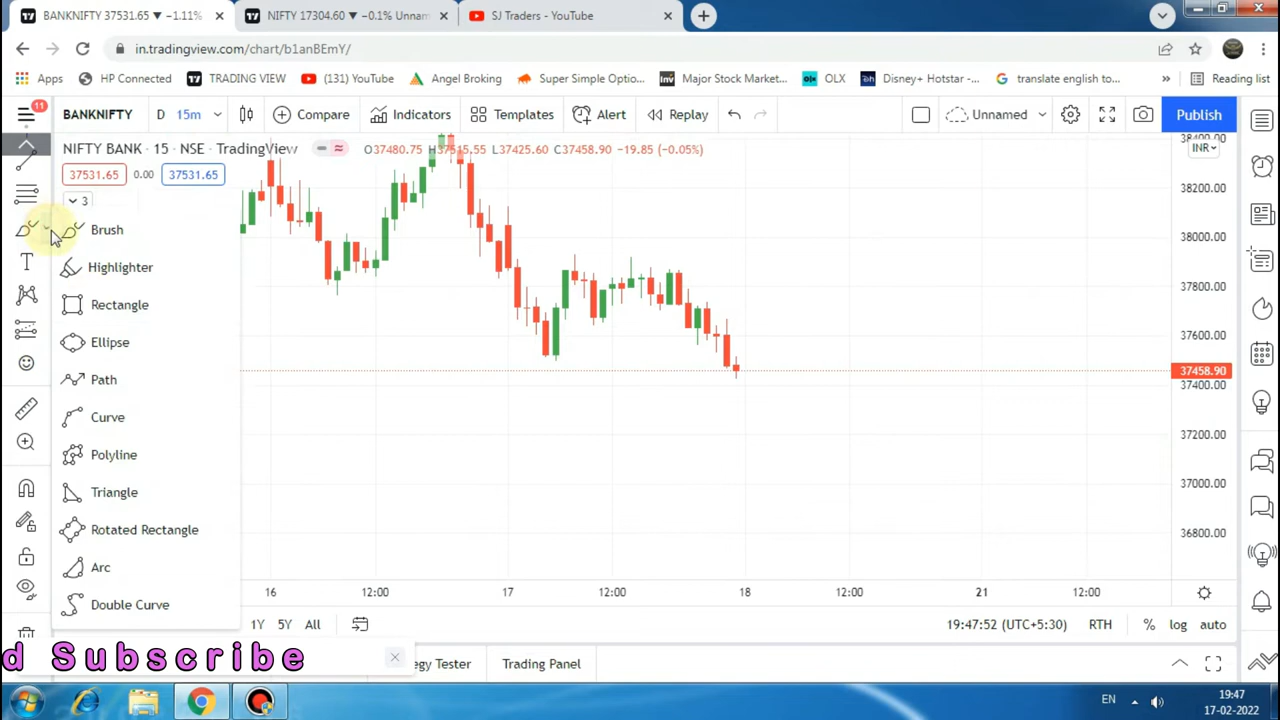 BANKNIFTY 37531.65 ▼ −1.11%
NIFTY 17304.60 ▼ −0.1% Unnam
SJ Traders - YouTube
in.tradingview.com/chart/b1anBEmY/
Apps
HP Connected
TRADING VIEW
(131) YouTube
Angel Broking
Super Simple Optio...
Major Stock Market...
OLX
Disney+ Hotstar -...
translate english to...
»
Reading list
11
BANKNIFTY
D
15m
Compare
Indicators
Templates
Alert
Replay
Unnamed
Publish
NIFTY BANK · 15 · NSE · TradingView
O37480.75 H37515.55 L37425.60 C37458.90 −19.85 (−0.05%)
INR
37531.65
0.00
37531.65
3
Brush
Highlighter
Rectangle
Ellipse
Path
Curve
Polyline
Triangle
Rotated Rectangle
Arc
Double Curve
38400.00
38200.00
38000.00
37800.00
37600.00
37458.90
37400.00
37200.00
37000.00
36800.00
16
12:00
17
12:00
18
12:00
21
12:00
1Y
5Y
All
19:47:52 (UTC+5:30)
RTH
%
log
auto
d Subscribe
egy Tester
Trading Panel
EN
19:47
17-02-2022